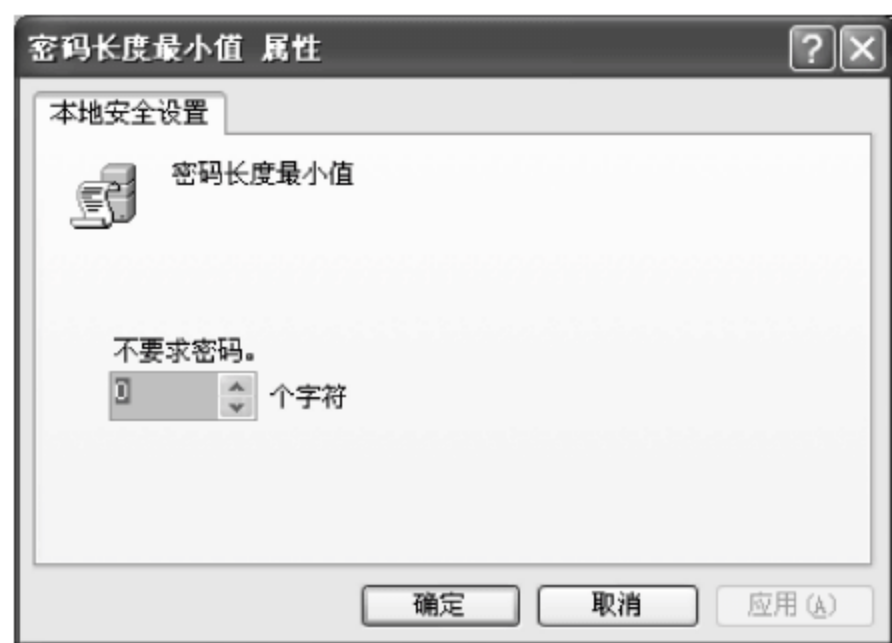 密码长度最小值 属性
本地安全设置
密码长度最小值
不要求密码。
0 个字符
确定 取消 应用(A)